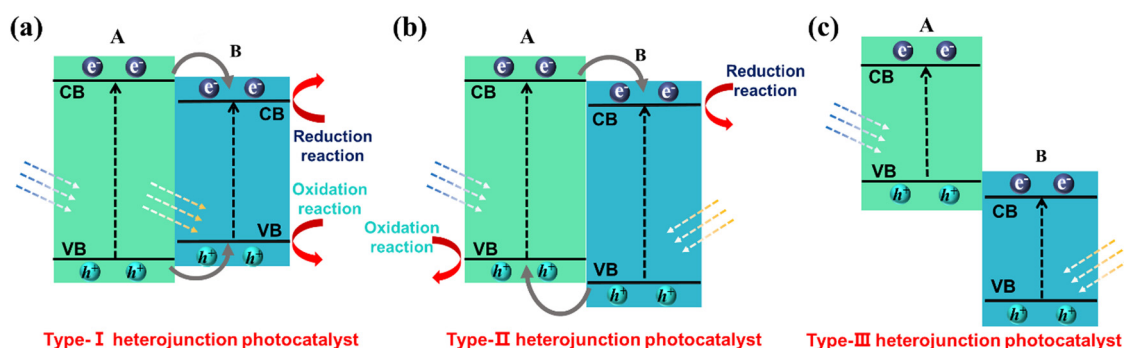 (a)
A
B
e⁻ e⁻
e⁻ e⁻
CB
CB
Reduction
reaction
Oxidation
reaction
VB
VB
h⁺ h⁺
h⁺ h⁺
Type-Ⅰ heterojunction photocatalyst
(b)
A
B
e⁻ e⁻
e⁻ e⁻
CB
CB
Reduction
reaction
Oxidation
reaction
VB
VB
h⁺ h⁺
h⁺ h⁺
Type-Ⅱ heterojunction photocatalyst
(c)
A
e⁻ e⁻
CB
VB
h⁺ h⁺
B
e⁻ e⁻
CB
VB
h⁺ h⁺
Type-Ⅲ heterojunction photocatalyst